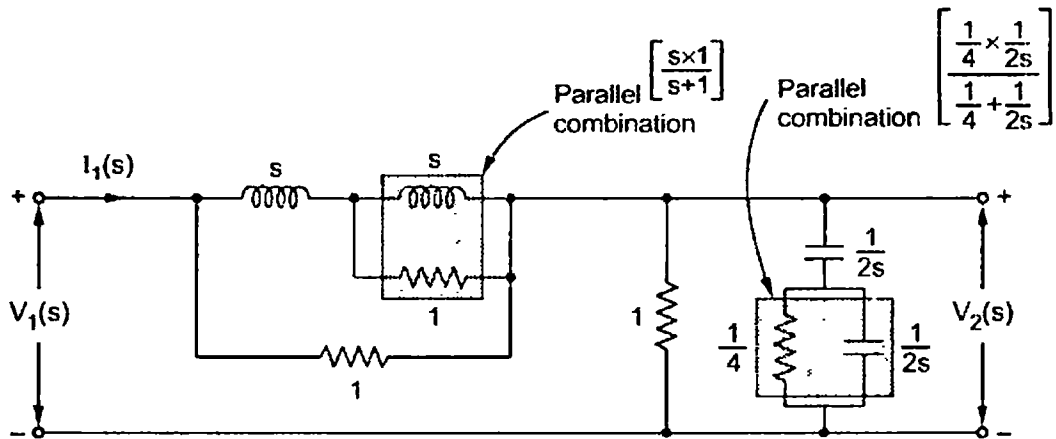 Parallel [s×1/s+1]
combination
Parallel
combination [1/4 × 1/2s / 1/4 + 1/2s]
+ I₁(s) s s +
1/2s
1
V₁(s) 1 1/4 1/2s V₂(s)
1
− −